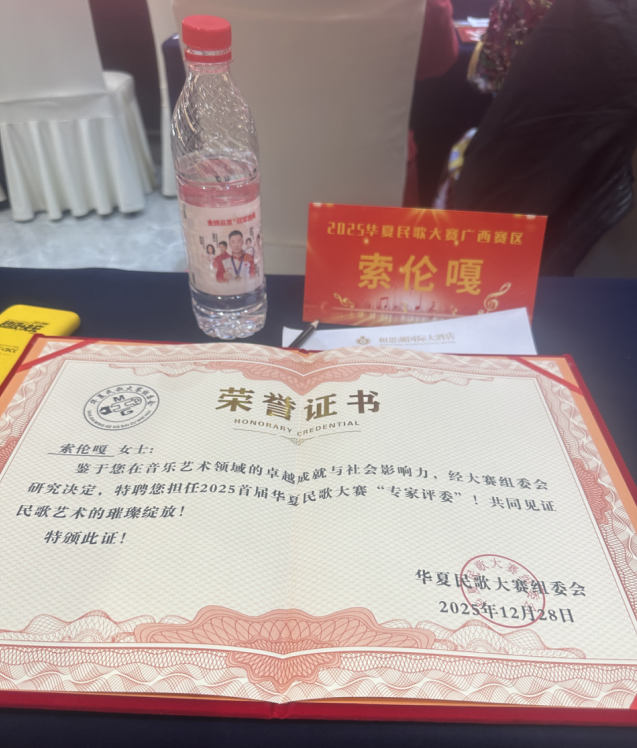 2025华夏民歌大赛广西赛区
索伦嘎
荣誉证书
HONORARY CREDENTIAL
索伦嘎 女士：
鉴于您在音乐艺术领域的卓越成就与社会影响力，经大赛组委会
研究决定，特聘您担任2025首届华夏民歌大赛“专家评委”！共同见证
民歌艺术的璀璨绽放！
特颁此证！
华夏民歌大赛组委会
2025年12月28日